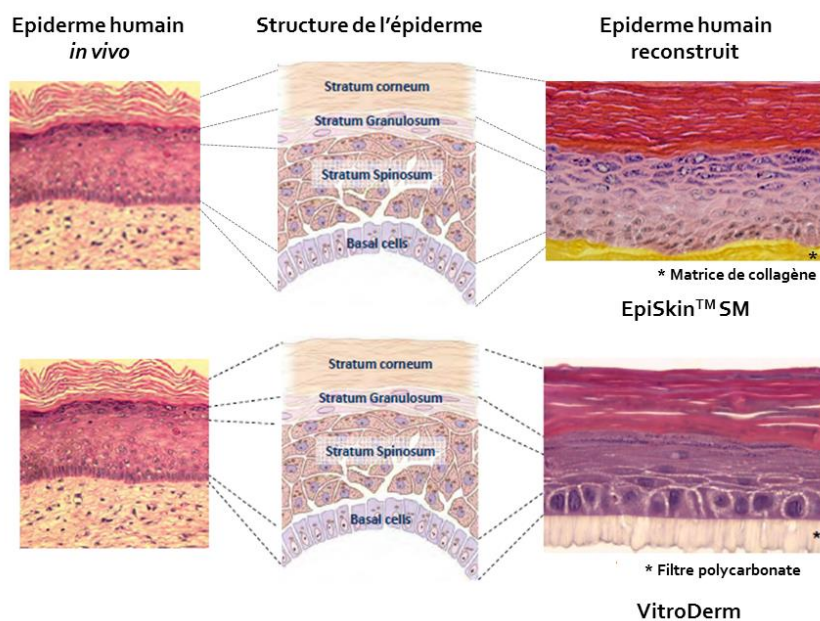 Epiderme humain
in vivo
Structure de l’épiderme
Epiderme humain
reconstruit
Stratum corneum
Stratum Granulosum
Stratum Spinosum
Basal cells
*
* Matrice de collagène
EpiSkin™ SM
Stratum corneum
Stratum Granulosum
Stratum Spinosum
Basal cells
*
* Filtre polycarbonate
VitroDerm